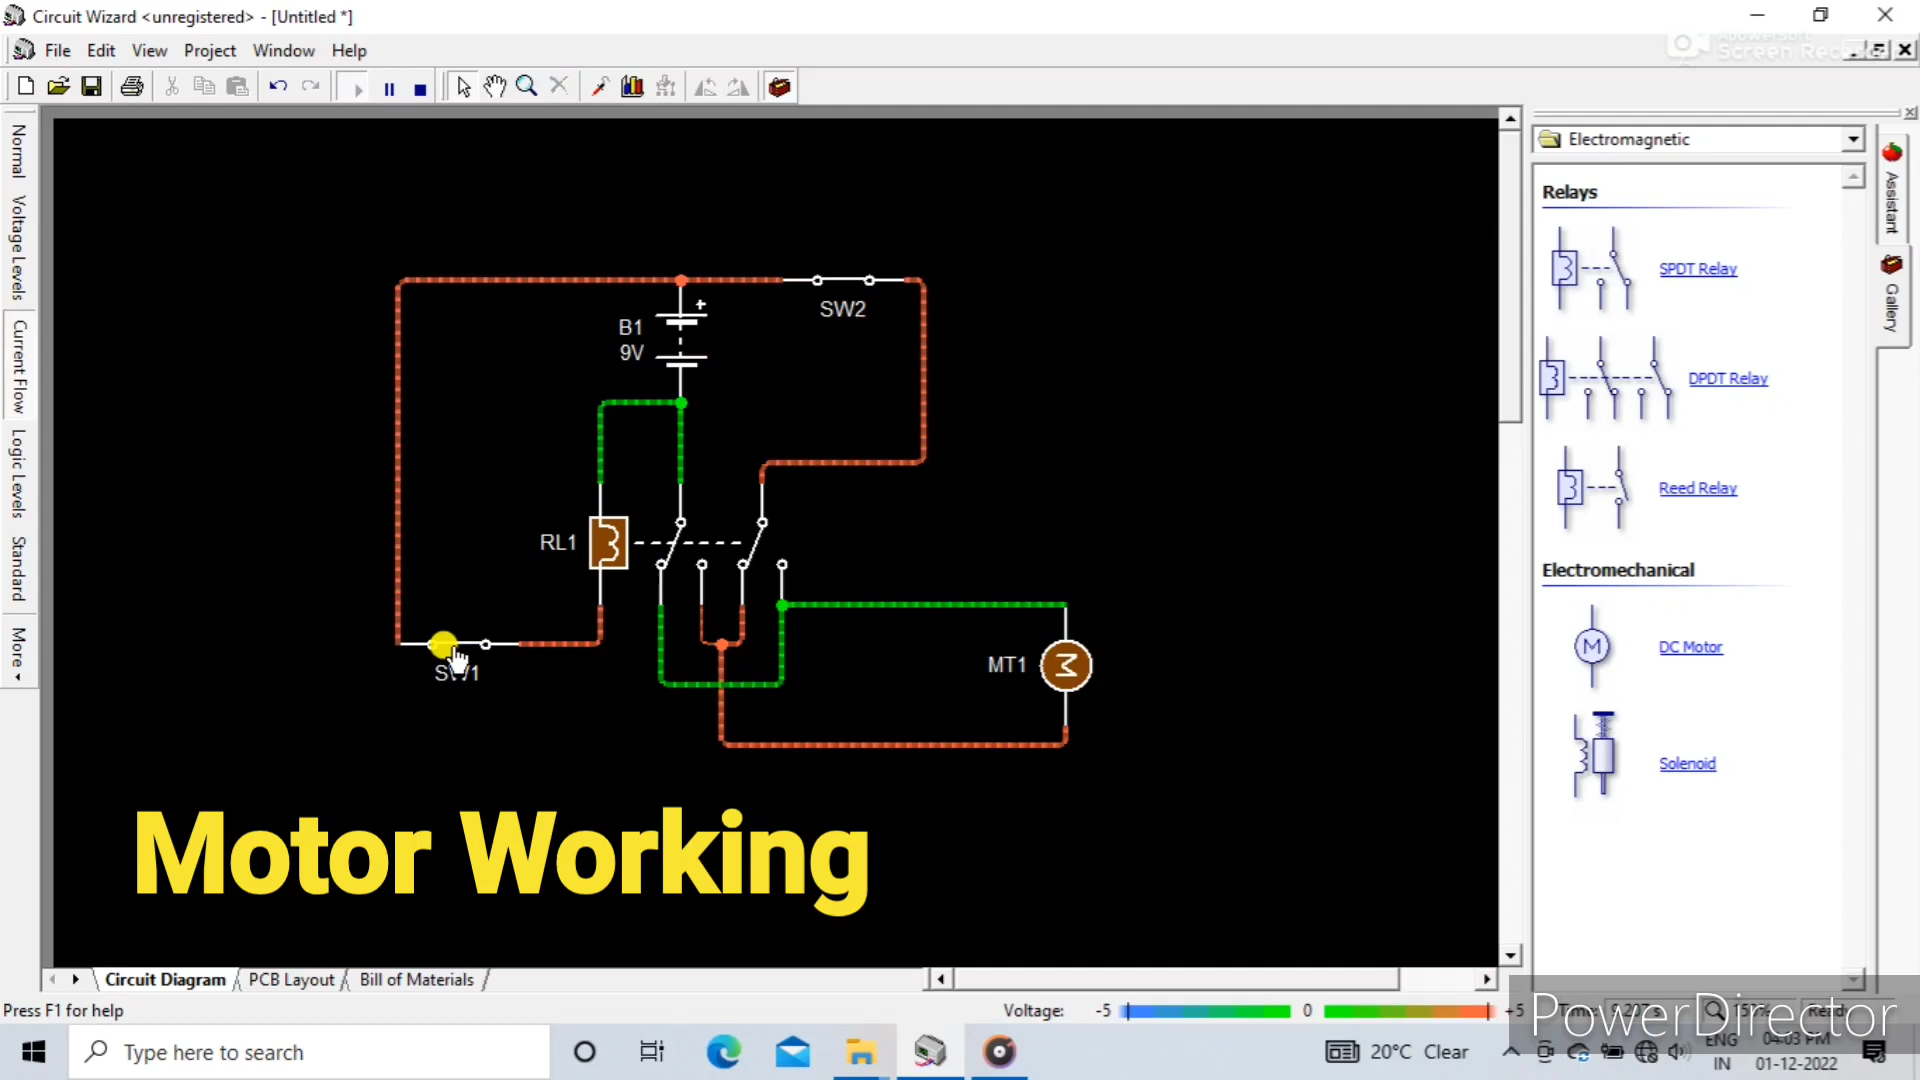 Circuit Wizard <unregistered> - [Untitled *]
File Edit View Project Window Help
Apowersoft
Screen Rec
Normal
Voltage Levels
Current Flow
Logic Levels
Standard
More
Electromagnetic
Relays
SPDT Relay
DPDT Relay
Reed Relay
Electromechanical
DC Motor
Solenoid
Assistant
Gallery
SW2
+
B1
9V
RL1
SW1
MT1
Motor Working
Circuit Diagram PCB Layout Bill of Materials
Press F1 for help
Voltage: -5 0 +5
PowerDirector
Type here to search
20°C Clear
ENG
IN
04:03 PM
01-12-2022